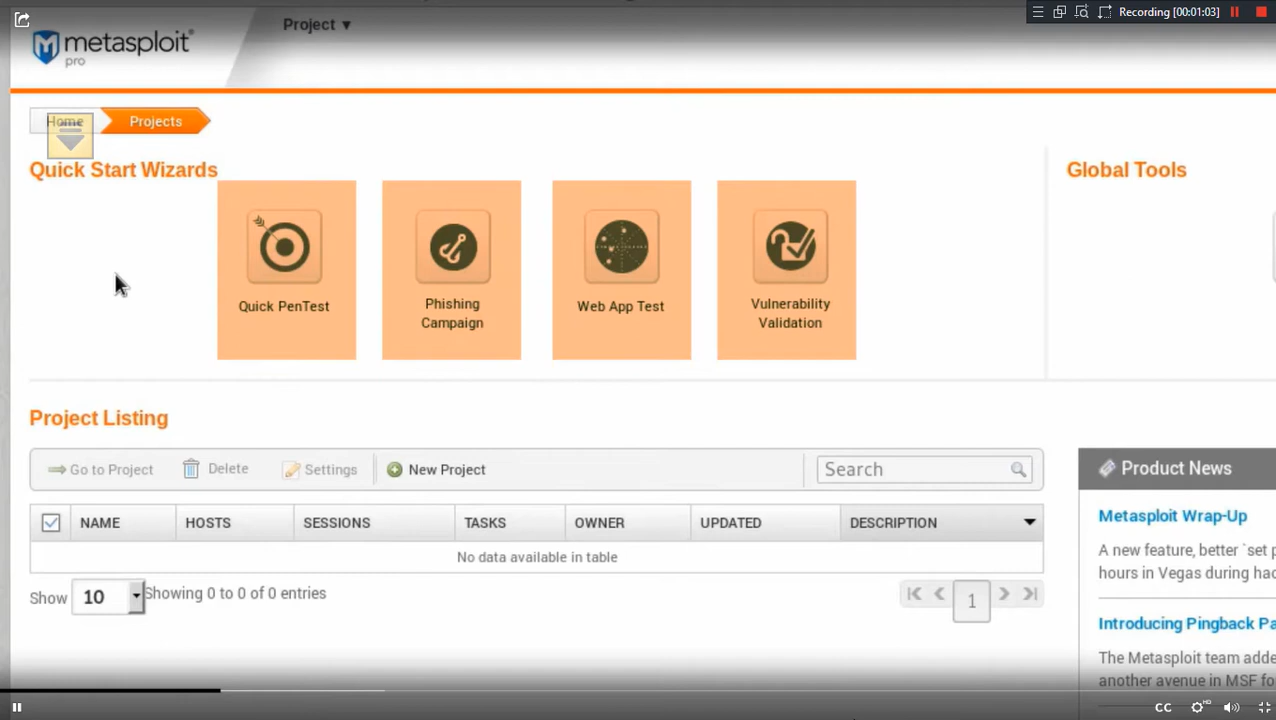 Recording [00:01:03]
Project ▼
metasploit®
pro
Home
Projects
Quick Start Wizards
Global Tools
Quick PenTest
Phishing
Campaign
Web App Test
Vulnerability
Validation
Project Listing
Go to Project
Delete
Settings
New Project
Search
Product News
NAME
HOSTS
SESSIONS
TASKS
OWNER
UPDATED
DESCRIPTION
No data available in table
Show
10
Showing 0 to 0 of 0 entries
1
Metasploit Wrap-Up
A new feature, better `set
hours in Vegas during
Introducing Pingback
The Metasploit team
another avenue in MSF
CC
HD